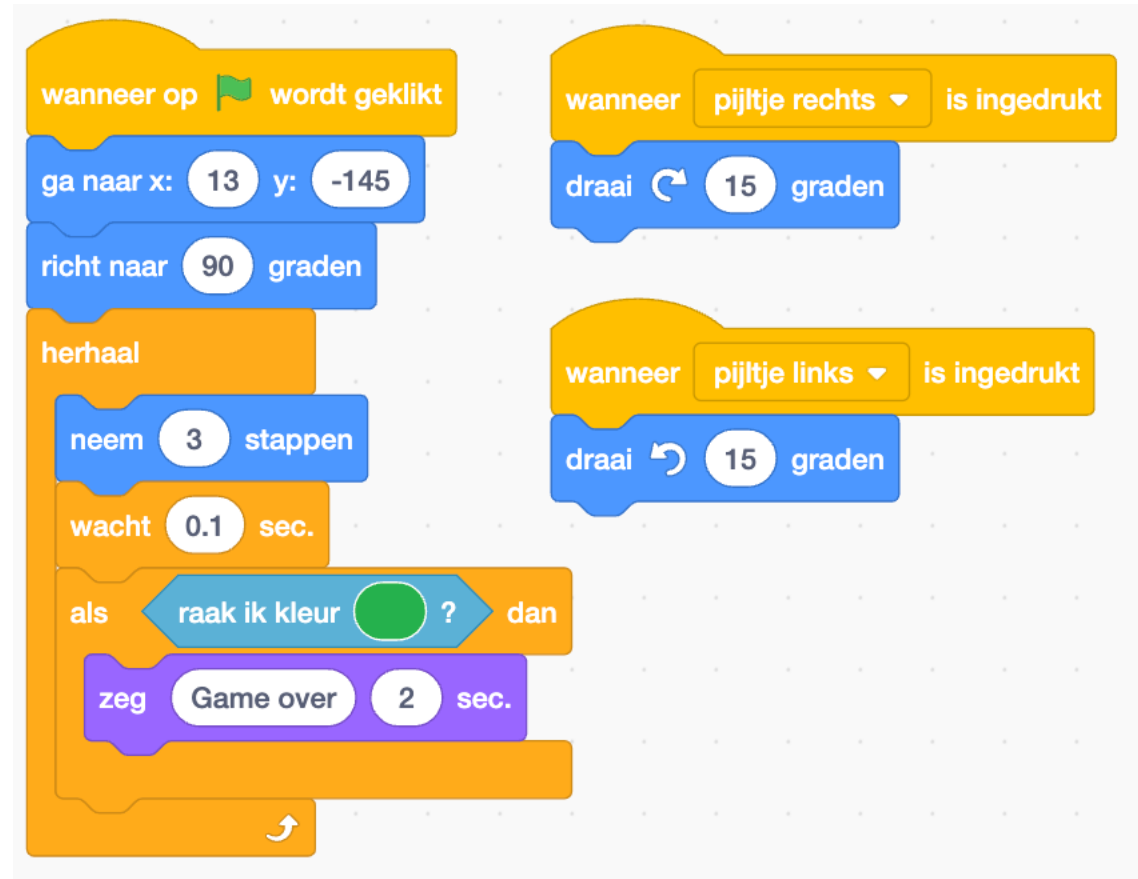 wanneer op wordt geklikt
ga naar x: 13 y: -145
richt naar 90 graden
herhaal
neem 3 stappen
wacht 0.1 sec.
als raak ik kleur ? dan
zeg Game over 2 sec.
wanneer pijltje rechts is ingedrukt
draai 15 graden
wanneer pijltje links is ingedrukt
draai 15 graden